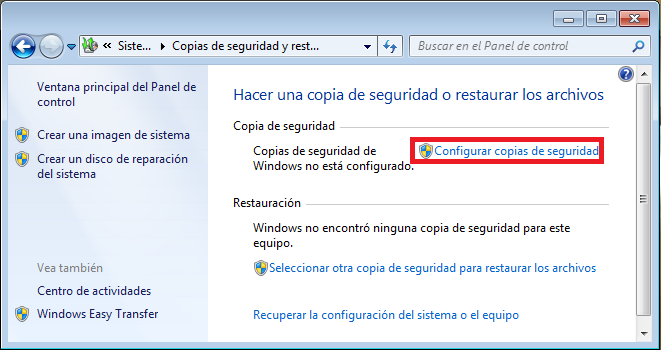 Siste...
Copias de seguridad y rest...
Buscar en el Panel de control
Ventana principal del Panel de
control
Crear una imagen de sistema
Crear un disco de reparación
del sistema
Vea también
Centro de actividades
Windows Easy Transfer
?
Hacer una copia de seguridad o restaurar los archivos
Copia de seguridad
Copias de seguridad de
Windows no está configurado.
Configurar copias de seguridad
Restauración
Windows no encontró ninguna copia de seguridad para este
equipo.
Seleccionar otra copia de seguridad para restaurar los archivos
Recuperar la configuración del sistema o el equipo